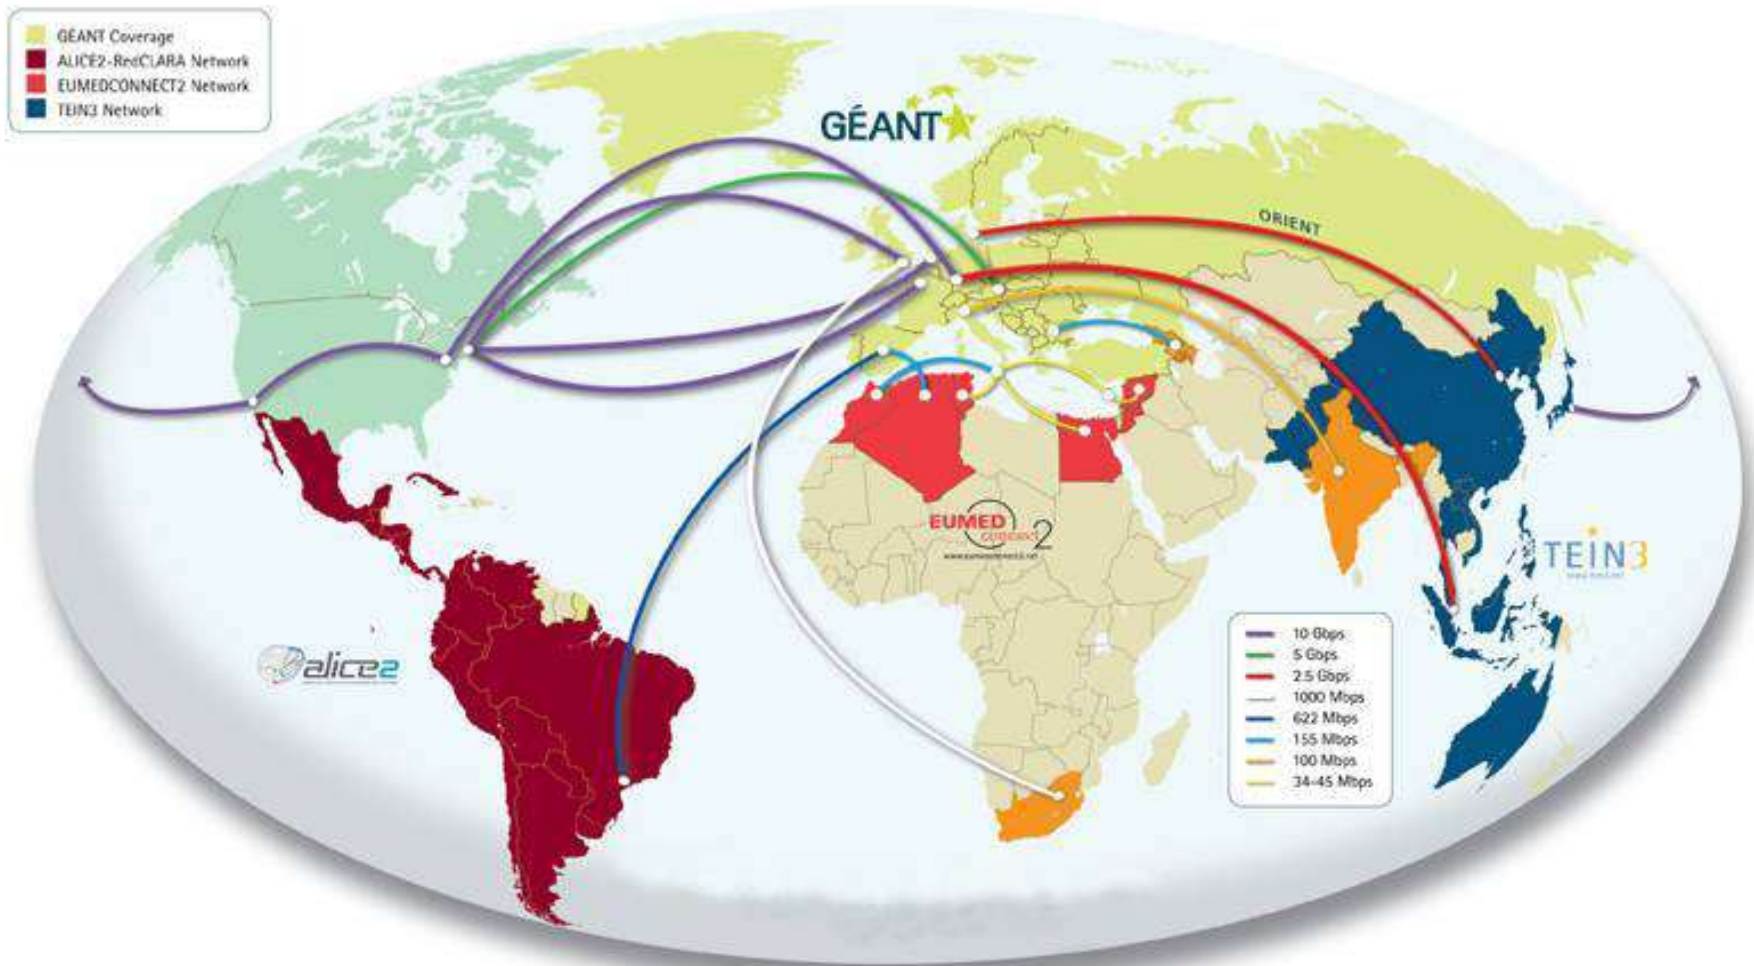 GÉANT Coverage
ALICE2-RedCLARA Network
EUMEDCONNECT2 Network
TEIN3 Network
GÉANT
ORIENT
EUMED
CONNECT 2
TEIN3
alice2
10 Gbps
5 Gbps
2.5 Gbps
1000 Mbps
622 Mbps
155 Mbps
100 Mbps
34-45 Mbps